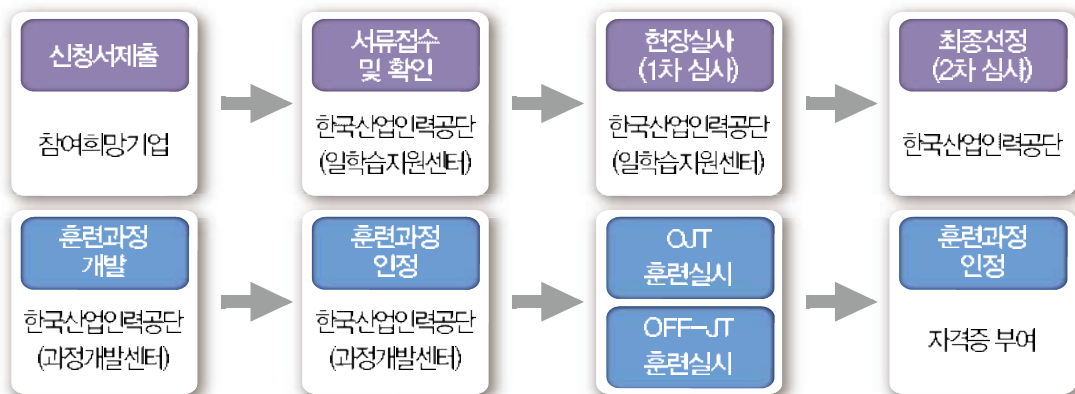 신청서제출
참여희망기업
서류접수
및 확인
한국산업인력공단
(일학습지원센터)
현장실사
(1차 심사)
한국산업인력공단
(일학습지원센터)
최종선정
(2차 심사)
한국산업인력공단
훈련과정
개발
한국산업인력공단
(과정개발센터)
훈련과정
인정
한국산업인력공단
(과정개발센터)
OJT
훈련실시
OFF-JT
훈련실시
훈련과정
인정
자격증 부여